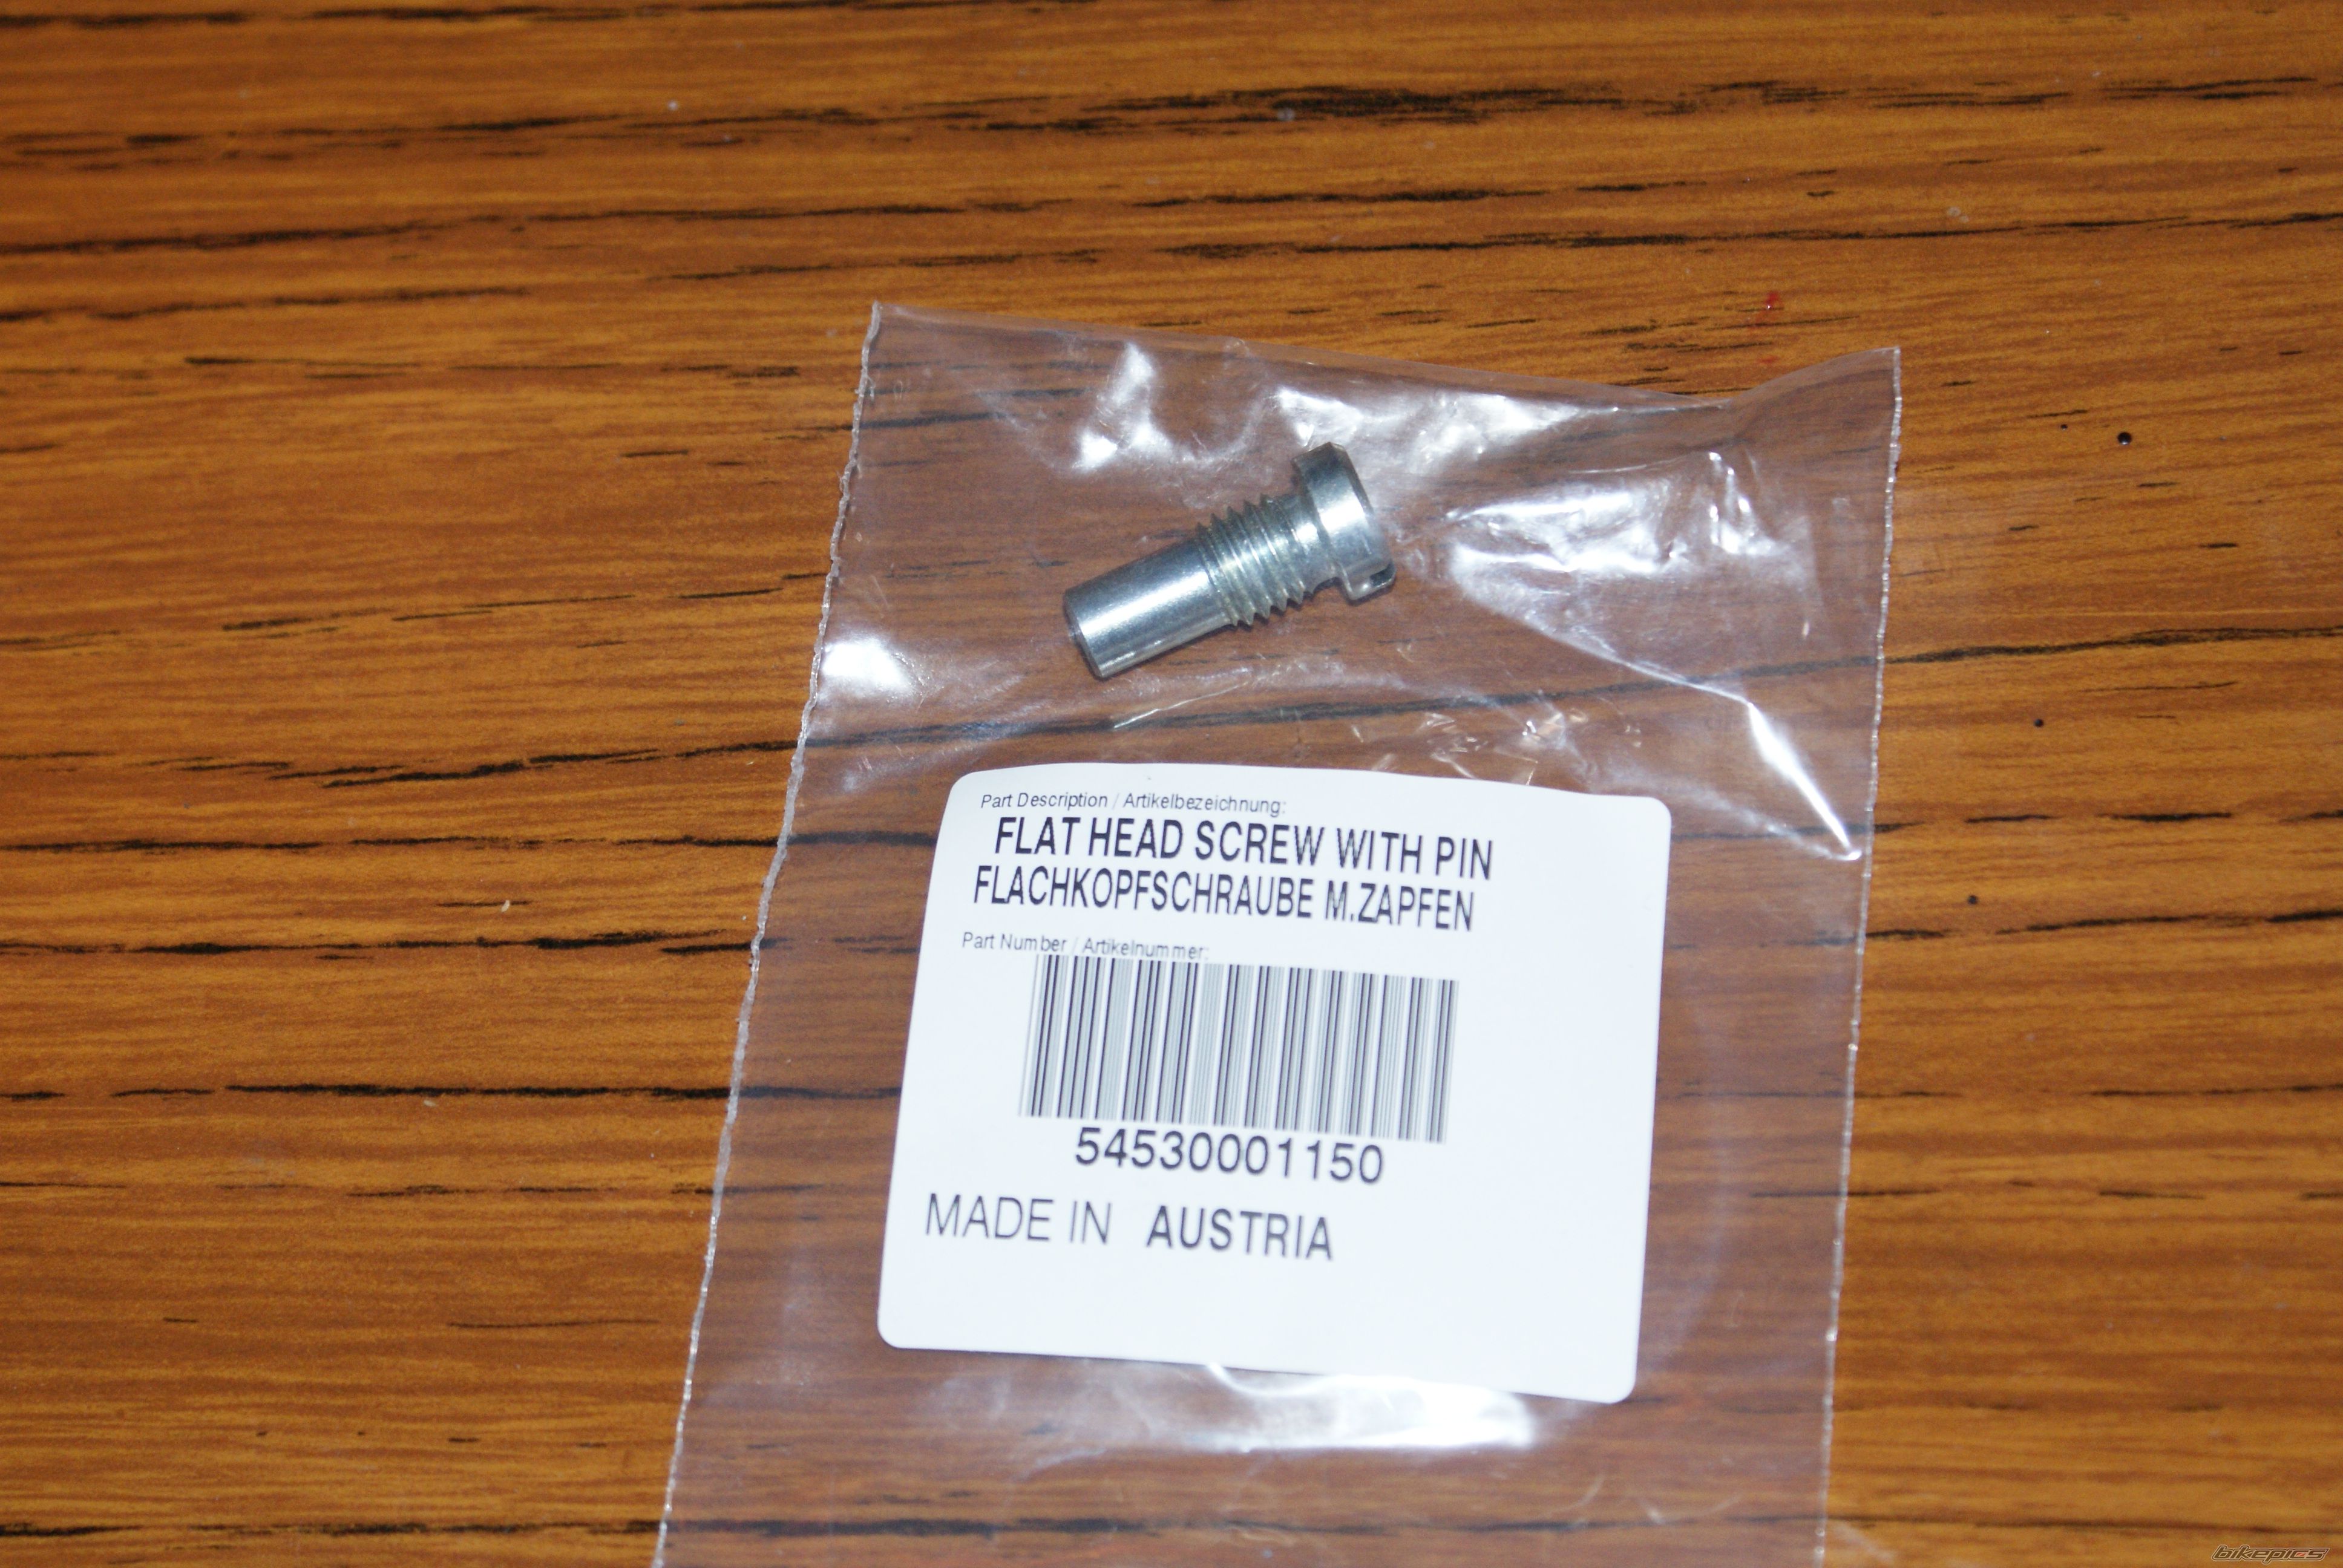 Part Description / Artikelbezeichnung:
FLAT HEAD SCREW WITH PIN
FLACHKOPFSCHRAUBE M.ZAPFEN
Part Number / Artikelnummer:
54530001150
MADE IN AUSTRIA
bikepics